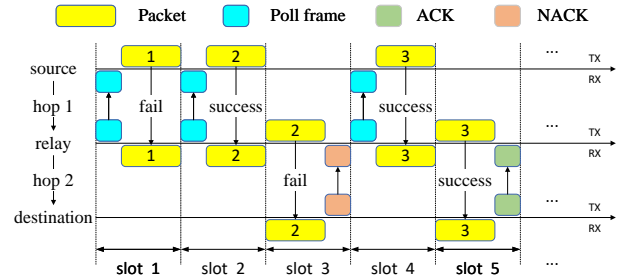 Packet Poll frame ACK NACK
source
hop 1
relay
hop 2
destination
1 2 3 ... TX
RX
fail success success
2 3 TX
1 2 3 RX
fail success
... TX
RX
2 3
slot 1 slot 2 slot 3 slot 4 slot 5 ...